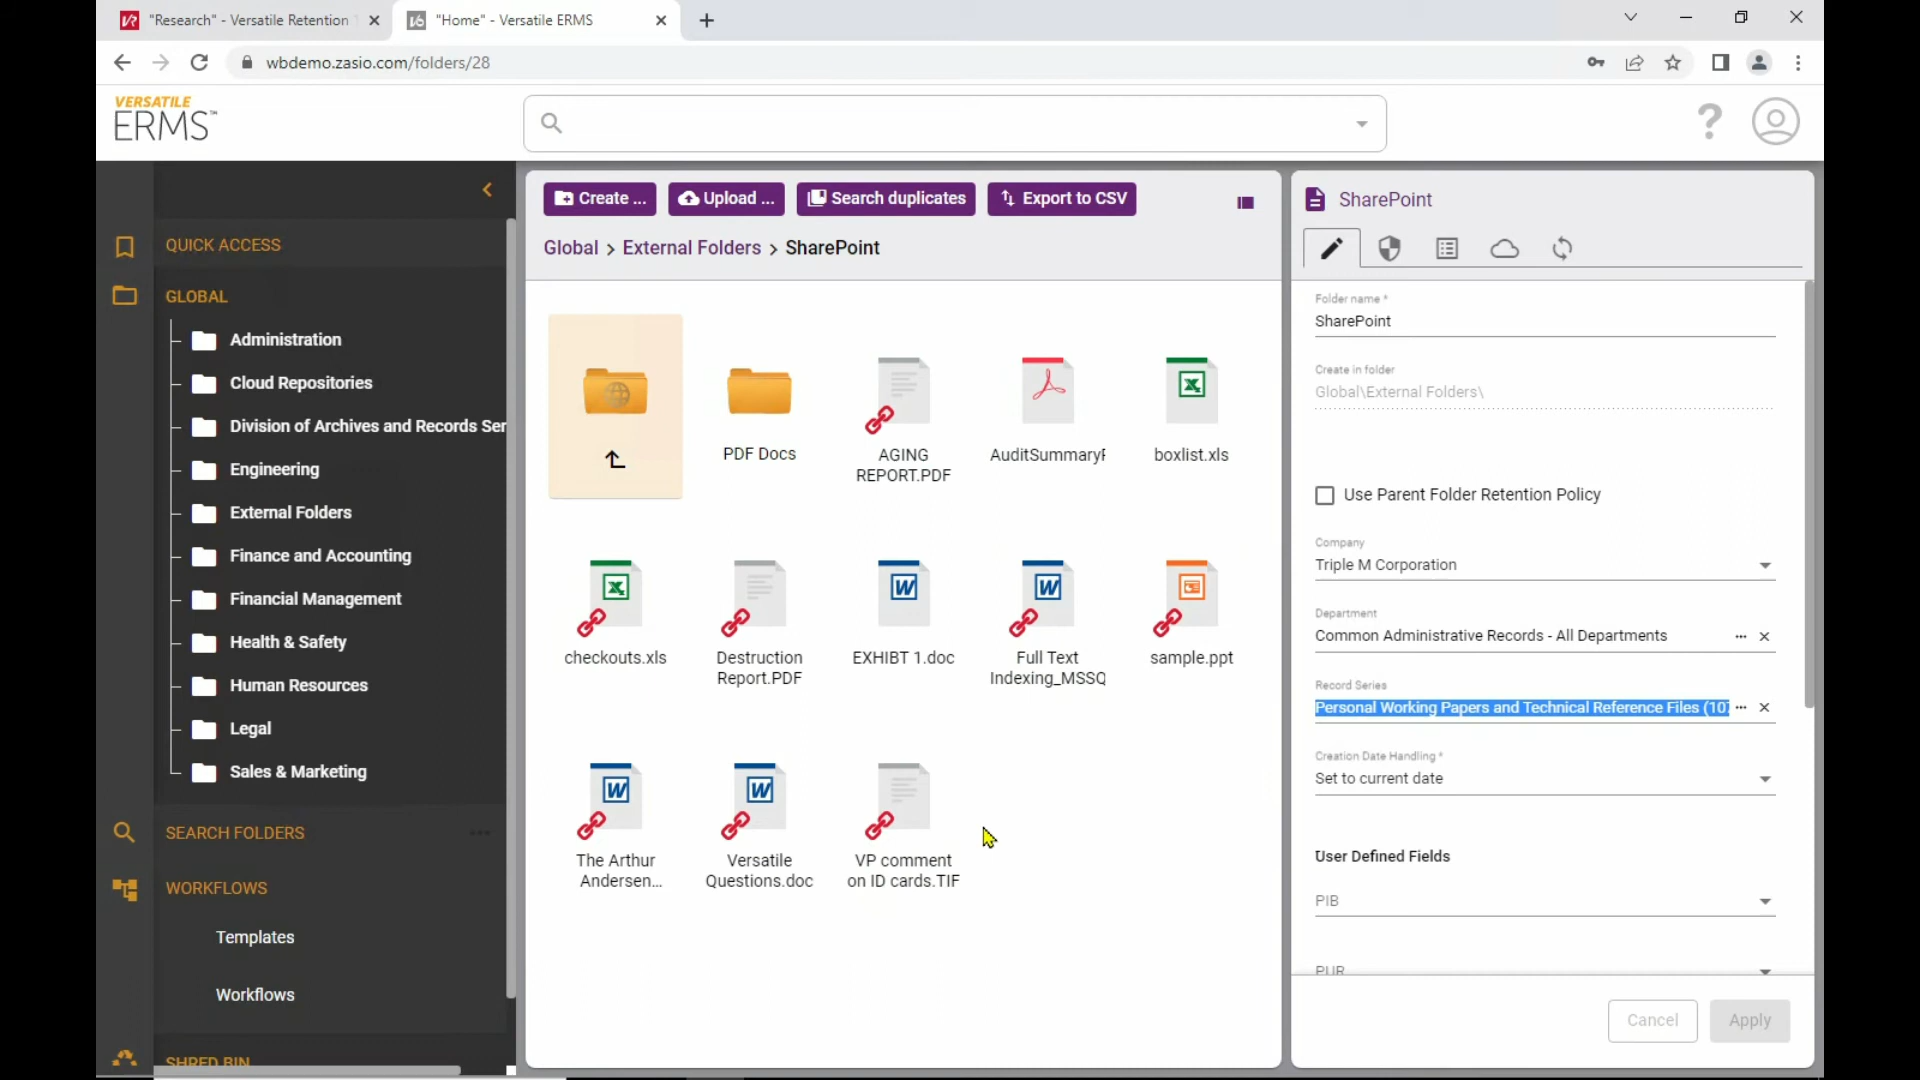 "Research" - Versatile Retention
"Home" - Versatile ERMS
wbdemo.zasio.com/folders/28
VERSATILE
ERMS™
?
Create ...
Upload ...
Search duplicates
Export to CSV
Global > External Folders > SharePoint
QUICK ACCESS
GLOBAL
Administration
Cloud Repositories
Division of Archives and Records Ser
Engineering
External Folders
Finance and Accounting
Financial Management
Health & Safety
Human Resources
Legal
Sales & Marketing
SEARCH FOLDERS
WORKFLOWS
Templates
Workflows
SHRED BIN
PDF Docs
AGING
REPORT.PDF
AuditSummaryF
boxlist.xls
checkouts.xls
Destruction
Report.PDF
EXHIBT 1.doc
Full Text
Indexing_MSSQ
sample.ppt
The Arthur
Andersen...
Versatile
Questions.doc
VP comment
on ID cards.TIF
SharePoint
Folder name *
SharePoint
Create in folder
Global\External Folders\
Use Parent Folder Retention Policy
Company
Triple M Corporation
Department
Common Administrative Records - All Departments
Record Series
Personal Working Papers and Technical Reference Files (10
Creation Date Handling *
Set to current date
User Defined Fields
PIB
PUR
Cancel
Apply